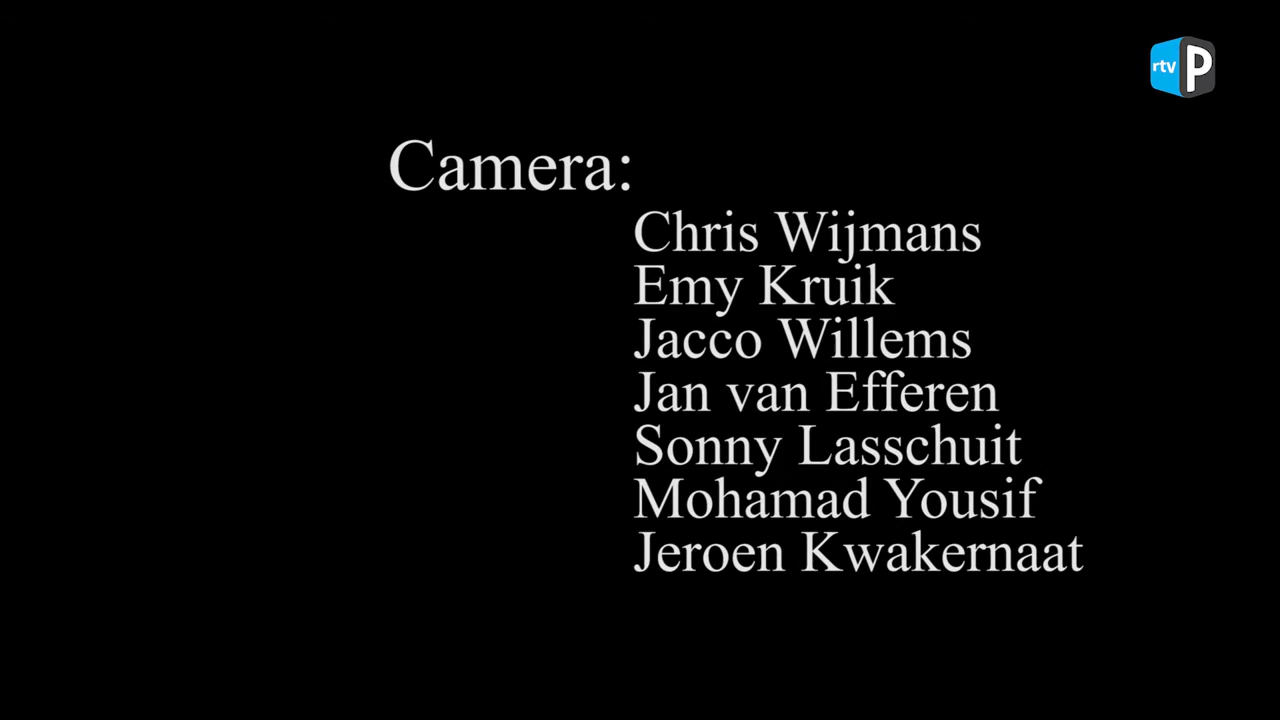 rtv P
Camera:
Chris Wijmans
Emy Kruik
Jacco Willems
Jan van Efferen
Sonny Lasschuit
Mohamad Yousif
Jeroen Kwakernaat